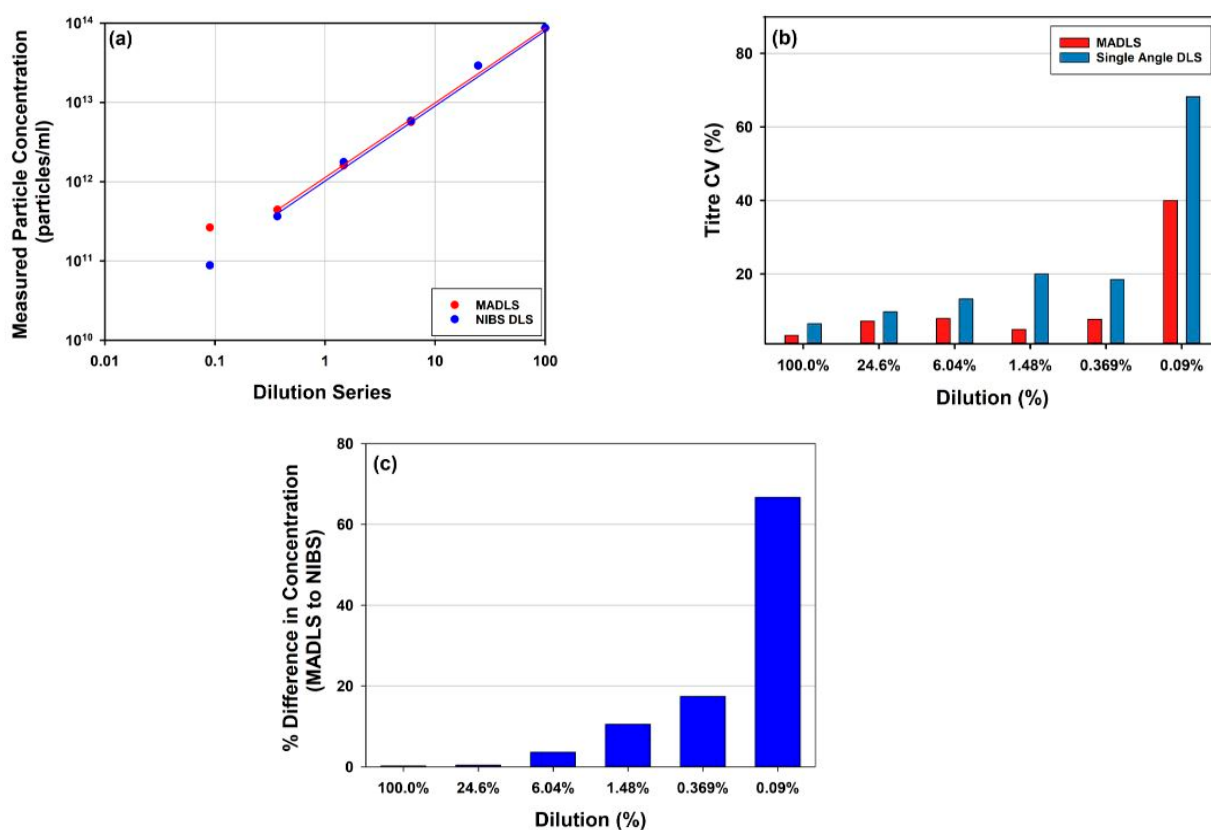 (a)
Measured Particle Concentration
(particles/ml)
10¹⁴
10¹³
10¹²
10¹¹
10¹⁰
0.01
0.1
1
10
100
Dilution Series
MADLS
NIBS DLS
(b)
Titre CV (%)
80
60
40
20
MADLS
Single Angle DLS
100.0%
24.6%
6.04%
1.48%
0.369%
0.09%
Dilution (%)
(c)
% Difference in Concentration
(MADLS to NIBS)
80
60
40
20
0
100.0%
24.6%
6.04%
1.48%
0.369%
0.09%
Dilution (%)